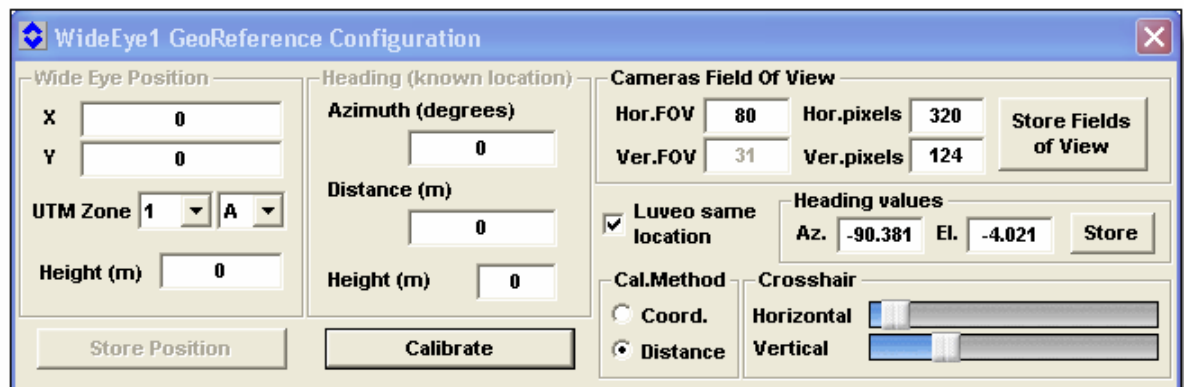 WideEye1 GeoReference Configuration
Wide Eye Position
X 0
Y 0
UTM Zone 1 A
Height (m) 0
Store Position
Heading (known location)
Azimuth (degrees)
0
Distance (m)
0
Height (m) 0
Calibrate
Cameras Field Of View
Hor.FOV 80 Hor.pixels 320
Ver.FOV 31 Ver.pixels 124
Store Fields
of View
Luveo same
location
Heading values
Az. -90.381 El. -4.021 Store
Cal.Method
Coord.
Distance
Crosshair
Horizontal
Vertical